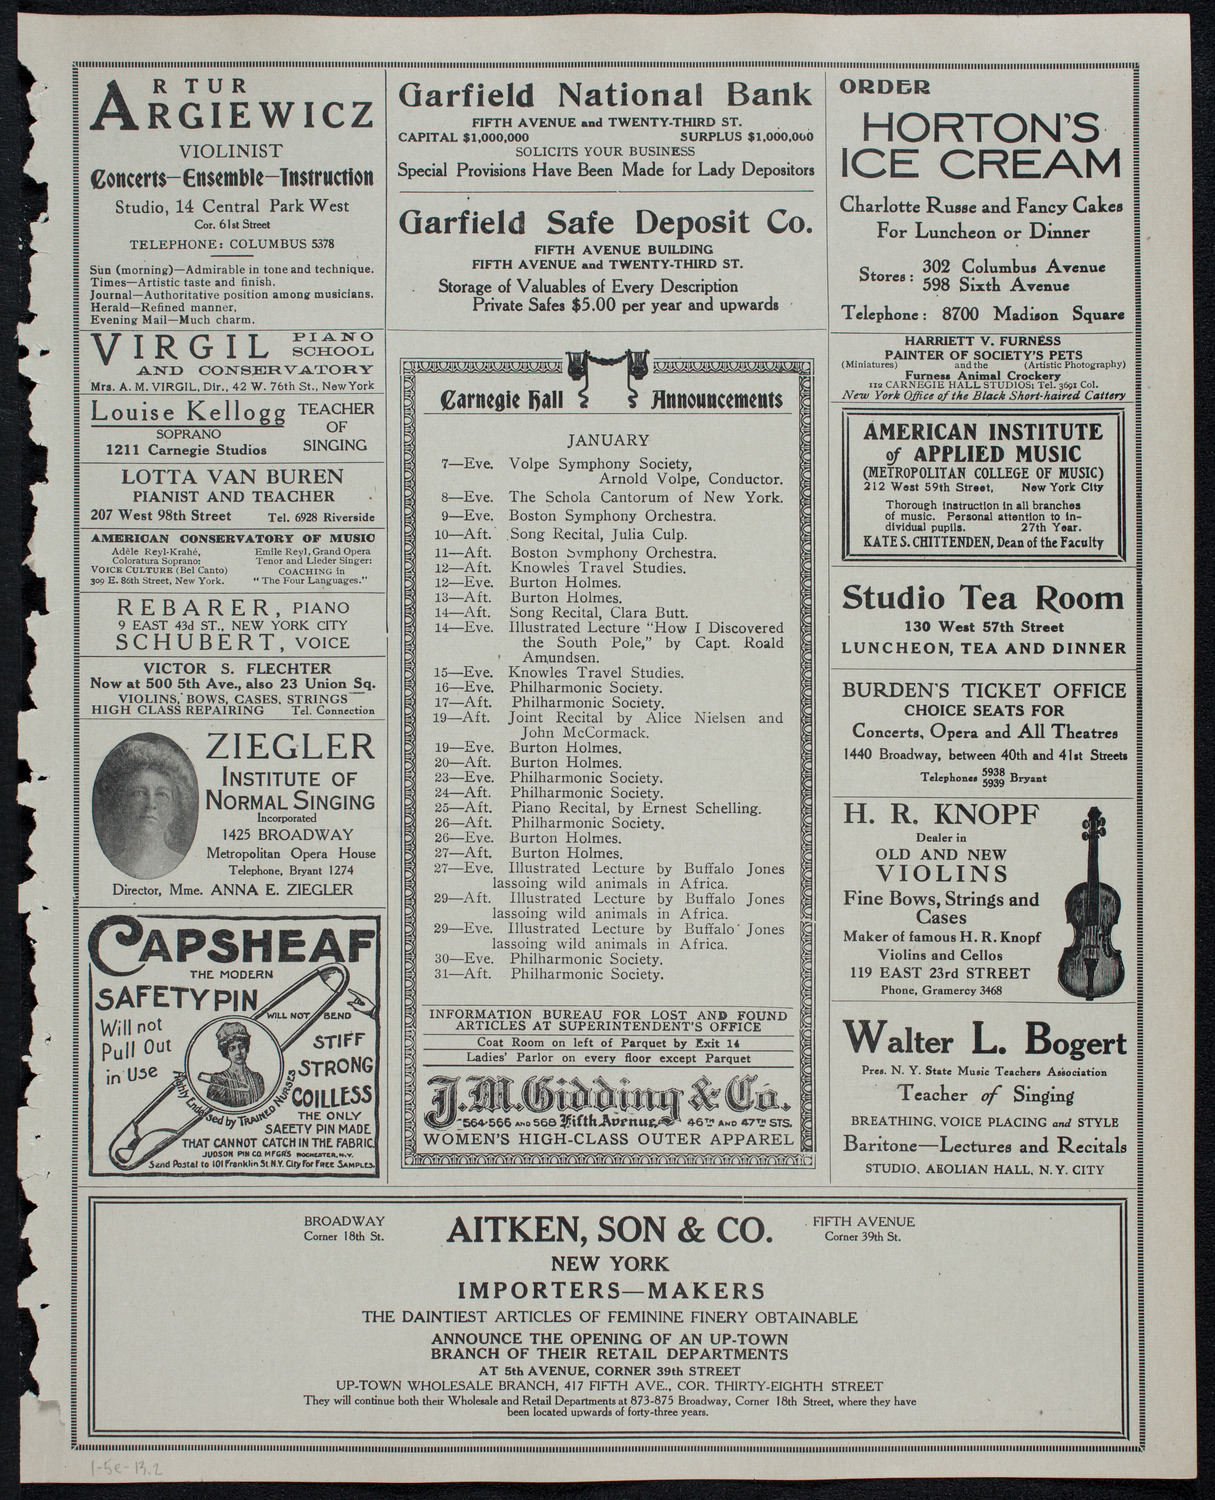 ARTUR
ARGIEWICZ
VIOLINIST
Concerts—Ensemble—Instruction
Studio, 14 Central Park West
Cor. 61st Street
TELEPHONE: COLUMBUS 5378
Sun (morning)—Admirable in tone and technique.
Times—Artistic taste and finish.
Journal—Authoritative position among musicians.
Herald—Refined manner,
Evening Mail—Much charm.
VIRGIL PIANO
SCHOOL
AND CONSERVATORY
Mrs. A. M. VIRGIL, Dir., 42 W. 76th St., New York
Louise Kellogg
SOPRANO
1211 Carnegie Studios
TEACHER
OF
SINGING
LOTTA VAN BUREN
PIANIST AND TEACHER
207 West 98th Street Tel. 6928 Riverside
AMERICAN CONSERVATORY OF MUSIC
Adèle Reyl-Krahé,
Coloratura Soprano:
VOICE CULTURE (Bel Canto)
309 E. 86th Street, New York.
Emile Reyl, Grand Opera
Tenor and Lieder Singer:
COACHING in
"The Four Languages."
REBARER, PIANO
9 EAST 43d ST., NEW YORK CITY
SCHUBERT, VOICE
VICTOR S. FLECHTER
Now at 500 5th Ave., also 23 Union Sq.
VIOLINS, BOWS, CASES, STRINGS
HIGH CLASS REPAIRING Tel. Connection
ZIEGLER
INSTITUTE OF
NORMAL SINGING
Incorporated
1425 BROADWAY
Metropolitan Opera House
Telephone, Bryant 1274
Director, Mme. ANNA E. ZIEGLER
CAPSHEAF
THE MODERN
SAFETY PIN
WILL NOT BEND
Will not
Pull Out
in Use
STIFF
STRONG
COILLESS
Highly Endorsed by TRAINED NURSES
THE ONLY
SAFETY PIN MADE
THAT CANNOT CATCH IN THE FABRIC.
JUDSON PIN CO. MFGRS ROCHESTER, N.Y.
Send Postal to 101 Franklin St. N.Y. City For FREE SAMPLES.
Garfield National Bank
FIFTH AVENUE and TWENTY-THIRD ST.
CAPITAL $1,000,000 SURPLUS $1,000,000
SOLICITS YOUR BUSINESS
Special Provisions Have Been Made for Lady Depositors
Garfield Safe Deposit Co.
FIFTH AVENUE BUILDING
FIFTH AVENUE and TWENTY-THIRD ST.
Storage of Valuables of Every Description
Private Safes $5.00 per year and upwards
Carnegie Hall Announcements
JANUARY
7—Eve. Volpe Symphony Society,
Arnold Volpe, Conductor.
8—Eve. The Schola Cantorum of New York.
9—Eve. Boston Symphony Orchestra.
10—Aft. Song Recital, Julia Culp.
11—Aft. Boston Symphony Orchestra.
12—Aft. Knowles Travel Studies.
12—Eve. Burton Holmes.
13—Aft. Burton Holmes.
14—Aft. Song Recital, Clara Butt.
14—Eve. Illustrated Lecture "How I Discovered
the South Pole," by Capt. Roald
Amundsen.
15—Eve. Knowles Travel Studies.
16—Eve. Philharmonic Society.
17—Aft. Philharmonic Society.
19—Aft. Joint Recital by Alice Nielsen and
John McCormack.
19—Eve. Burton Holmes.
20—Aft. Burton Holmes.
23—Eve. Philharmonic Society.
24—Aft. Philharmonic Society.
25—Aft. Piano Recital, by Ernest Schelling.
26—Aft. Philharmonic Society.
26—Eve. Burton Holmes.
27—Aft. Burton Holmes.
27—Eve. Illustrated Lecture by Buffalo Jones
lassoing wild animals in Africa.
29—Aft. Illustrated Lecture by Buffalo Jones
lassoing wild animals in Africa.
29—Eve. Illustrated Lecture by Buffalo Jones
lassoing wild animals in Africa.
30—Eve. Philharmonic Society.
31—Aft. Philharmonic Society.
INFORMATION BUREAU FOR LOST AND FOUND
ARTICLES AT SUPERINTENDENT'S OFFICE
Coat Room on left of Parquet by Exit 14
Ladies' Parlor on every floor except Parquet
J. M. Gidding & Co.
564-566 AND 568 Fifth Avenue, 46TH AND 47TH STS.
WOMEN'S HIGH-CLASS OUTER APPAREL
ORDER
HORTON'S
ICE CREAM
Charlotte Russe and Fancy Cakes
For Luncheon or Dinner
Stores: 302 Columbus Avenue
598 Sixth Avenue
Telephone: 8700 Madison Square
HARRIETT V. FURNESS
PAINTER OF SOCIETY'S PETS
(Miniatures) and the (Artistic Photography)
Furness Animal Crockery
112 CARNEGIE HALL STUDIOS; Tel. 3691 Col.
New York Office of the Black Short-haired Cattery
AMERICAN INSTITUTE
of APPLIED MUSIC
(METROPOLITAN COLLEGE OF MUSIC)
212 West 59th Street, New York City
Thorough instruction in all branches
of music. Personal attention to in-
dividual pupils. 27th Year.
KATE S. CHITTENDEN, Dean of the Faculty
Studio Tea Room
130 West 57th Street
LUNCHEON, TEA AND DINNER
BURDEN'S TICKET OFFICE
CHOICE SEATS FOR
Concerts, Opera and All Theatres
1440 Broadway, between 40th and 41st Streets
Telephones 5938
5939 Bryant
H. R. KNOPF
Dealer in
OLD AND NEW
VIOLINS
Fine Bows, Strings and
Cases
Maker of famous H. R. Knopf
Violins and Cellos
119 EAST 23rd STREET
Phone, Gramercy 3468
Walter L. Bogert
Pres. N. Y. State Music Teachers Association
Teacher of Singing
BREATHING, VOICE PLACING and STYLE
Baritone—Lectures and Recitals
STUDIO, AEOLIAN HALL, N. Y. CITY
BROADWAY
Corner 18th St.
AITKEN, SON & CO.
FIFTH AVENUE
Corner 39th St.
NEW YORK
IMPORTERS—MAKERS
THE DAINTIEST ARTICLES OF FEMININE FINERY OBTAINABLE
ANNOUNCE THE OPENING OF AN UP-TOWN
BRANCH OF THEIR RETAIL DEPARTMENTS
AT 5th AVENUE, CORNER 39th STREET
UP-TOWN WHOLESALE BRANCH, 417 FIFTH AVE., COR. THIRTY-EIGHTH STREET
They will continue both their Wholesale and Retail Departments at 873-875 Broadway, Corner 18th Street, where they have
been located upwards of forty-three years.
1-5e-13.2